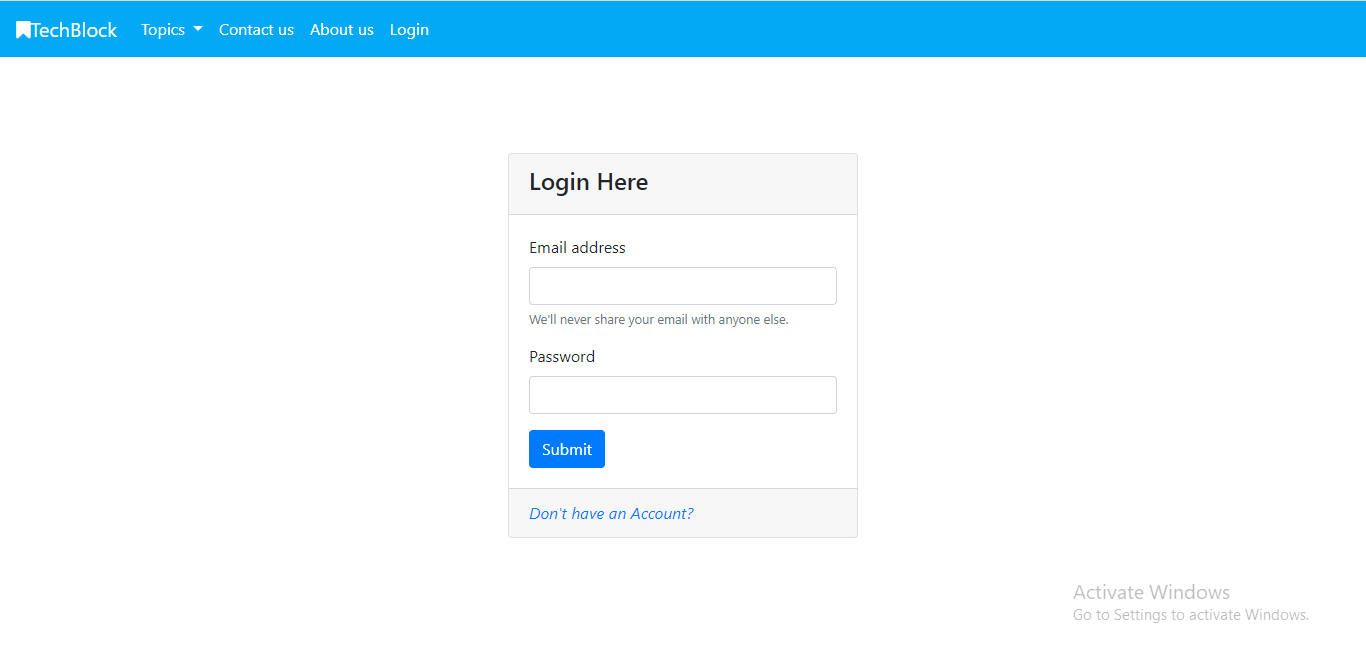 TechBlock Topics Contact us About us Login
Login Here
Email address
We'll never share your email with anyone else.
Password
Submit
Don't have an Account?
Activate Windows
Go to Settings to activate Windows.